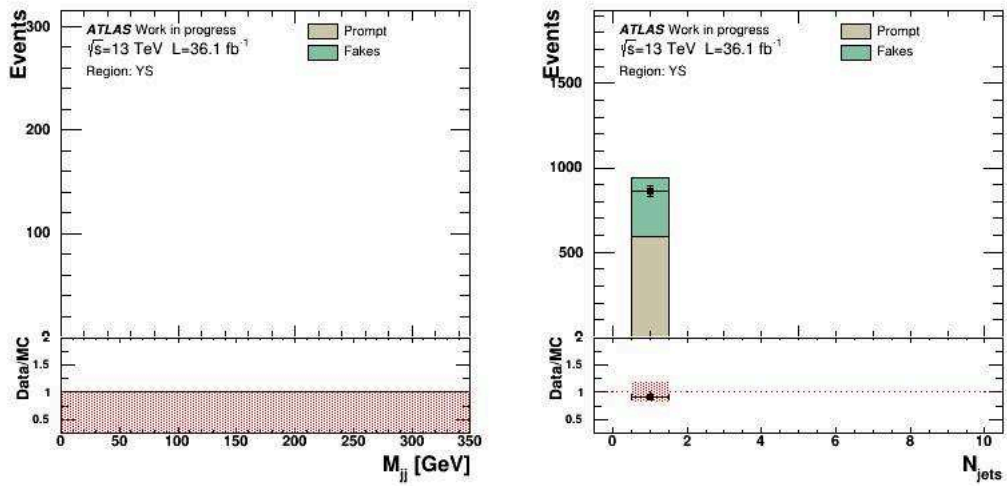 Events
300
200
100
ATLAS Work in progress
√s=13 TeV L=36.1 fb-1
Region: YS
Prompt
Fakes
Data/MC
2
1.5
1
0.5
0 50 100 150 200 250 300 350
Mjj [GeV]
Events
1500
1000
500
ATLAS Work in progress
√s=13 TeV L=36.1 fb-1
Region: YS
Prompt
Fakes
Data/MC
2
1.5
1
0.5
0 2 4 6 8 10
Njets